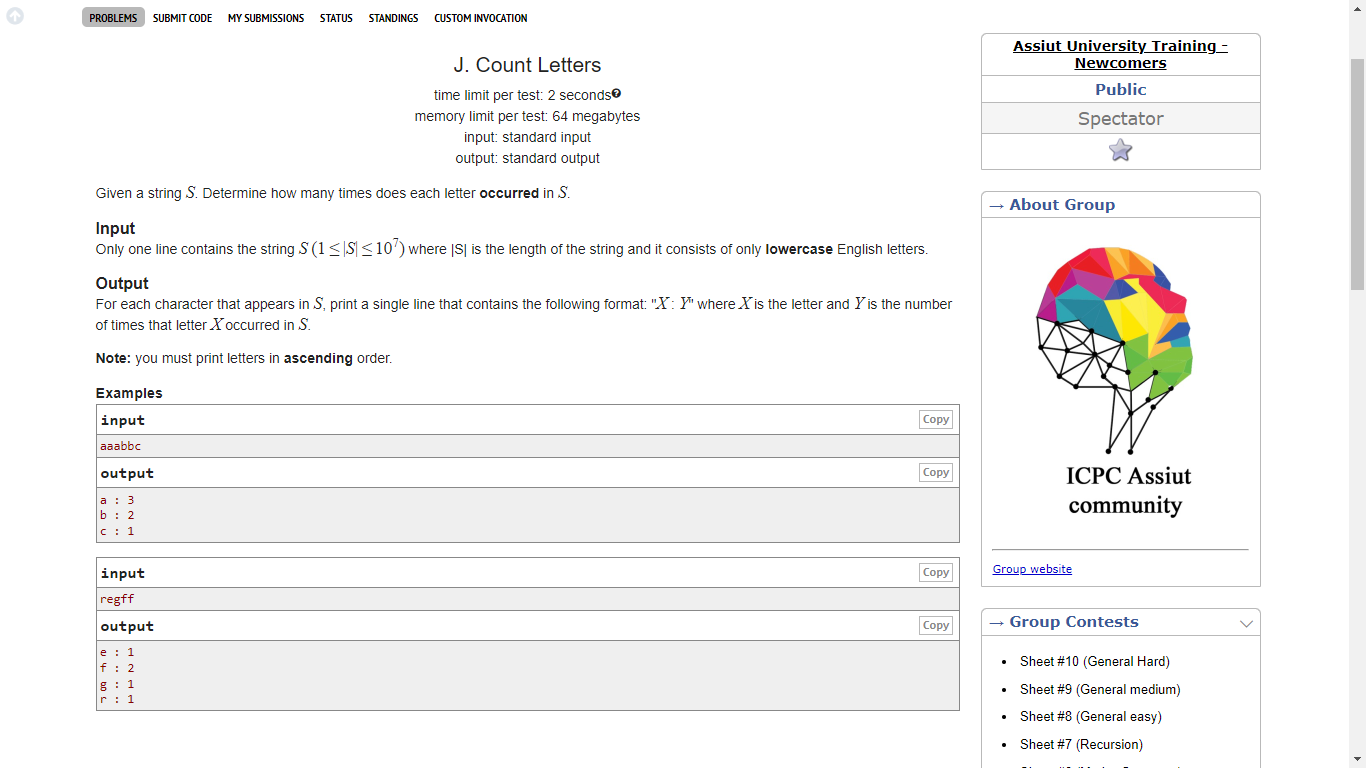 PROBLEMS SUBMIT CODE MY SUBMISSIONS STATUS STANDINGS CUSTOM INVOCATION
J. Count Letters
time limit per test: 2 seconds
memory limit per test: 64 megabytes
input: standard input
output: standard output
Given a string S. Determine how many times does each letter occurred in S.
Input
Only one line contains the string S (1 ≤ |S| ≤ 10⁷) where |S| is the length of the string and it consists of only lowercase English letters.
Output
For each character that appears in S, print a single line that contains the following format: "X : Y" where X is the letter and Y is the number
of times that letter X occurred in S.
Note: you must print letters in ascending order.
Examples
input Copy
aaabbc
output Copy
a : 3
b : 2
c : 1
input Copy
regff
output Copy
e : 1
f : 2
g : 1
r : 1
Assiut University Training -
Newcomers
Public
Spectator
→ About Group
ICPC Assiut
community
Group website
→ Group Contests
Sheet #10 (General Hard)
Sheet #9 (General medium)
Sheet #8 (General easy)
Sheet #7 (Recursion)